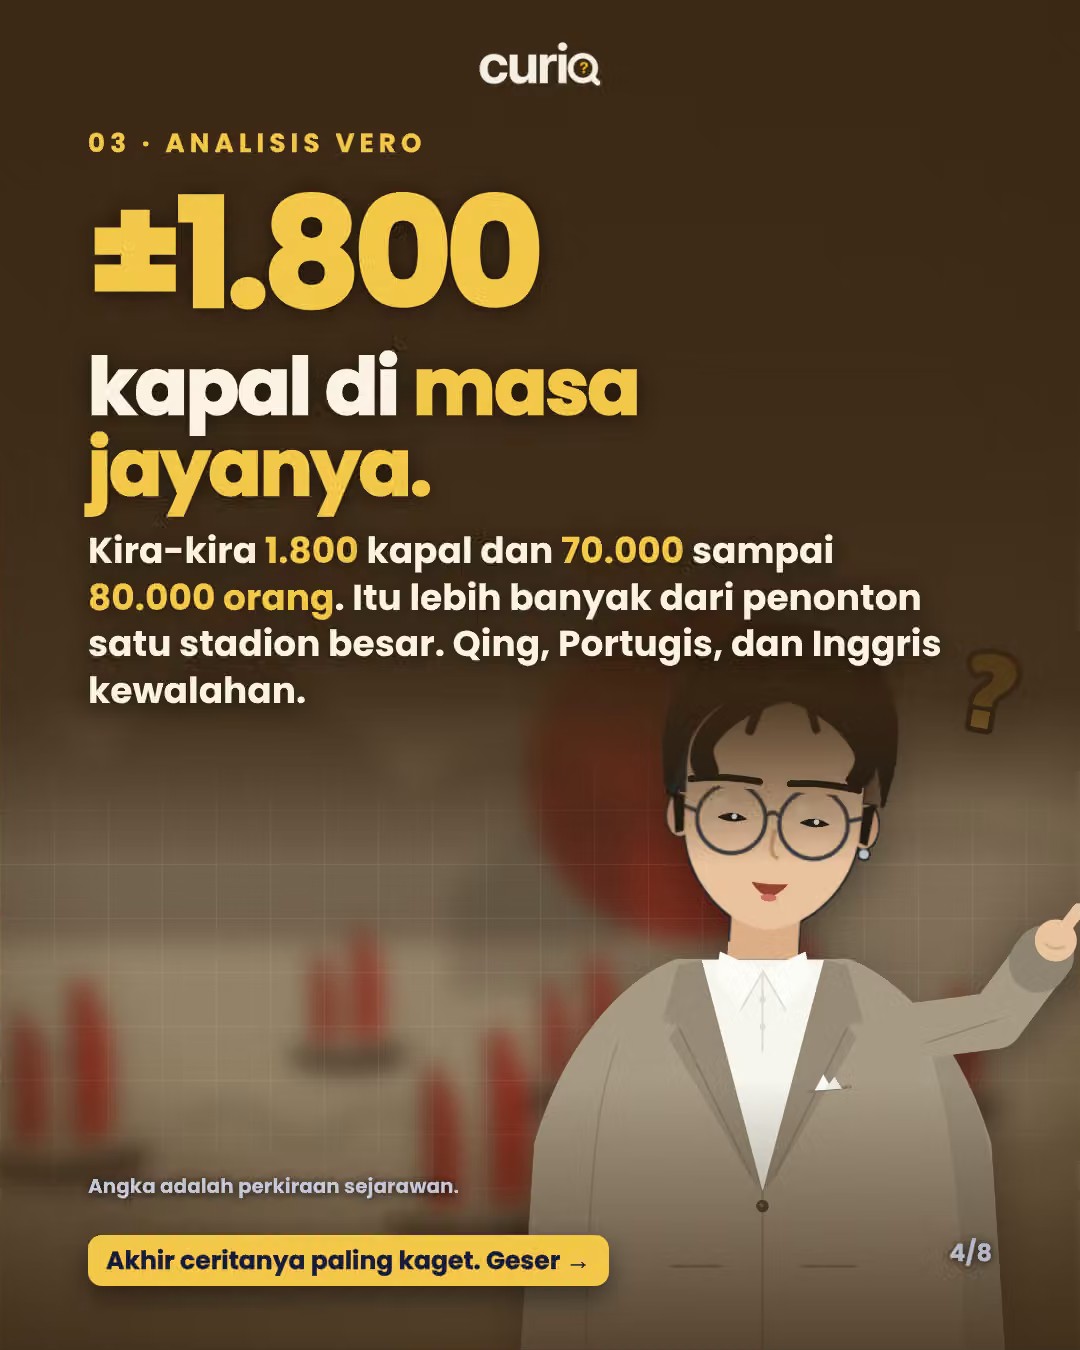 curiQ
03 · ANALISIS VERO
±1.800
kapal di masa
jayanya.
Kira-kira 1.800 kapal dan 70.000 sampai
80.000 orang. Itu lebih banyak dari penonton
satu stadion besar. Qing, Portugis, dan Inggris
kewalahan.
?
Angka adalah perkiraan sejarawan.
Akhir ceritanya paling kaget. Geser →
4/8